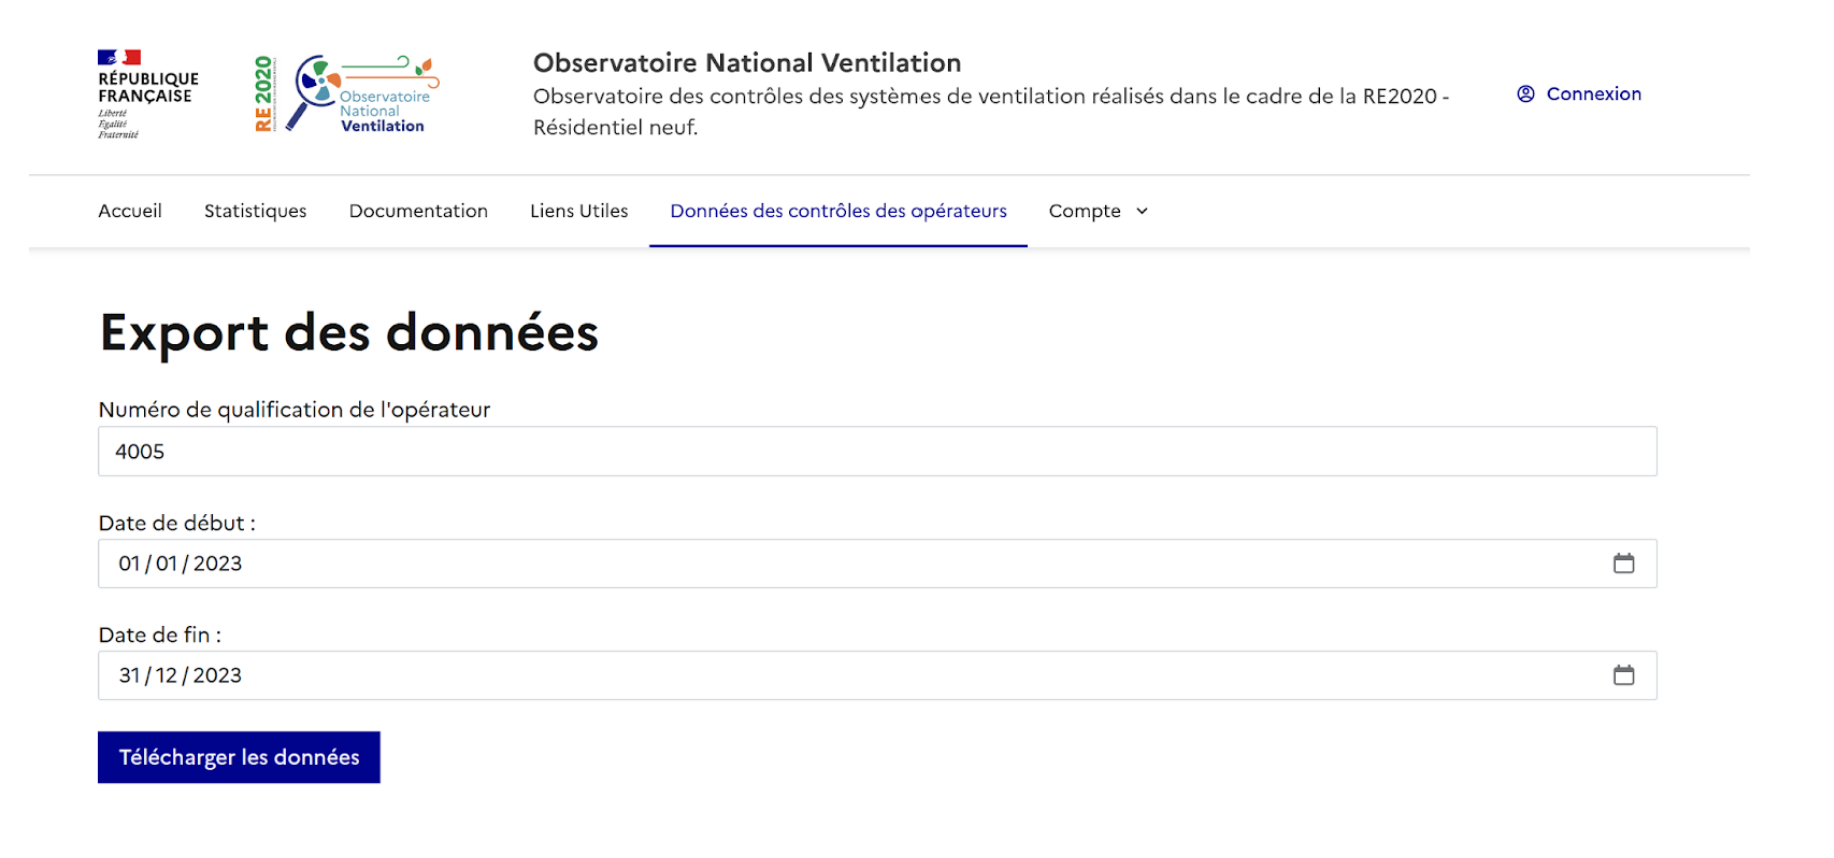 RÉPUBLIQUE
FRANÇAISE
Liberté
Égalité
Fraternité
RE 2020
Observatoire
National
Ventilation
Observatoire National Ventilation
Observatoire des contrôles des systèmes de ventilation réalisés dans le cadre de la RE2020 -
Résidentiel neuf.
Connexion
Accueil Statistiques Documentation Liens Utiles Données des contrôles des opérateurs Compte
Export des données
Numéro de qualification de l'opérateur
4005
Date de début :
01/01/2023
Date de fin :
31/12/2023
Télécharger les données